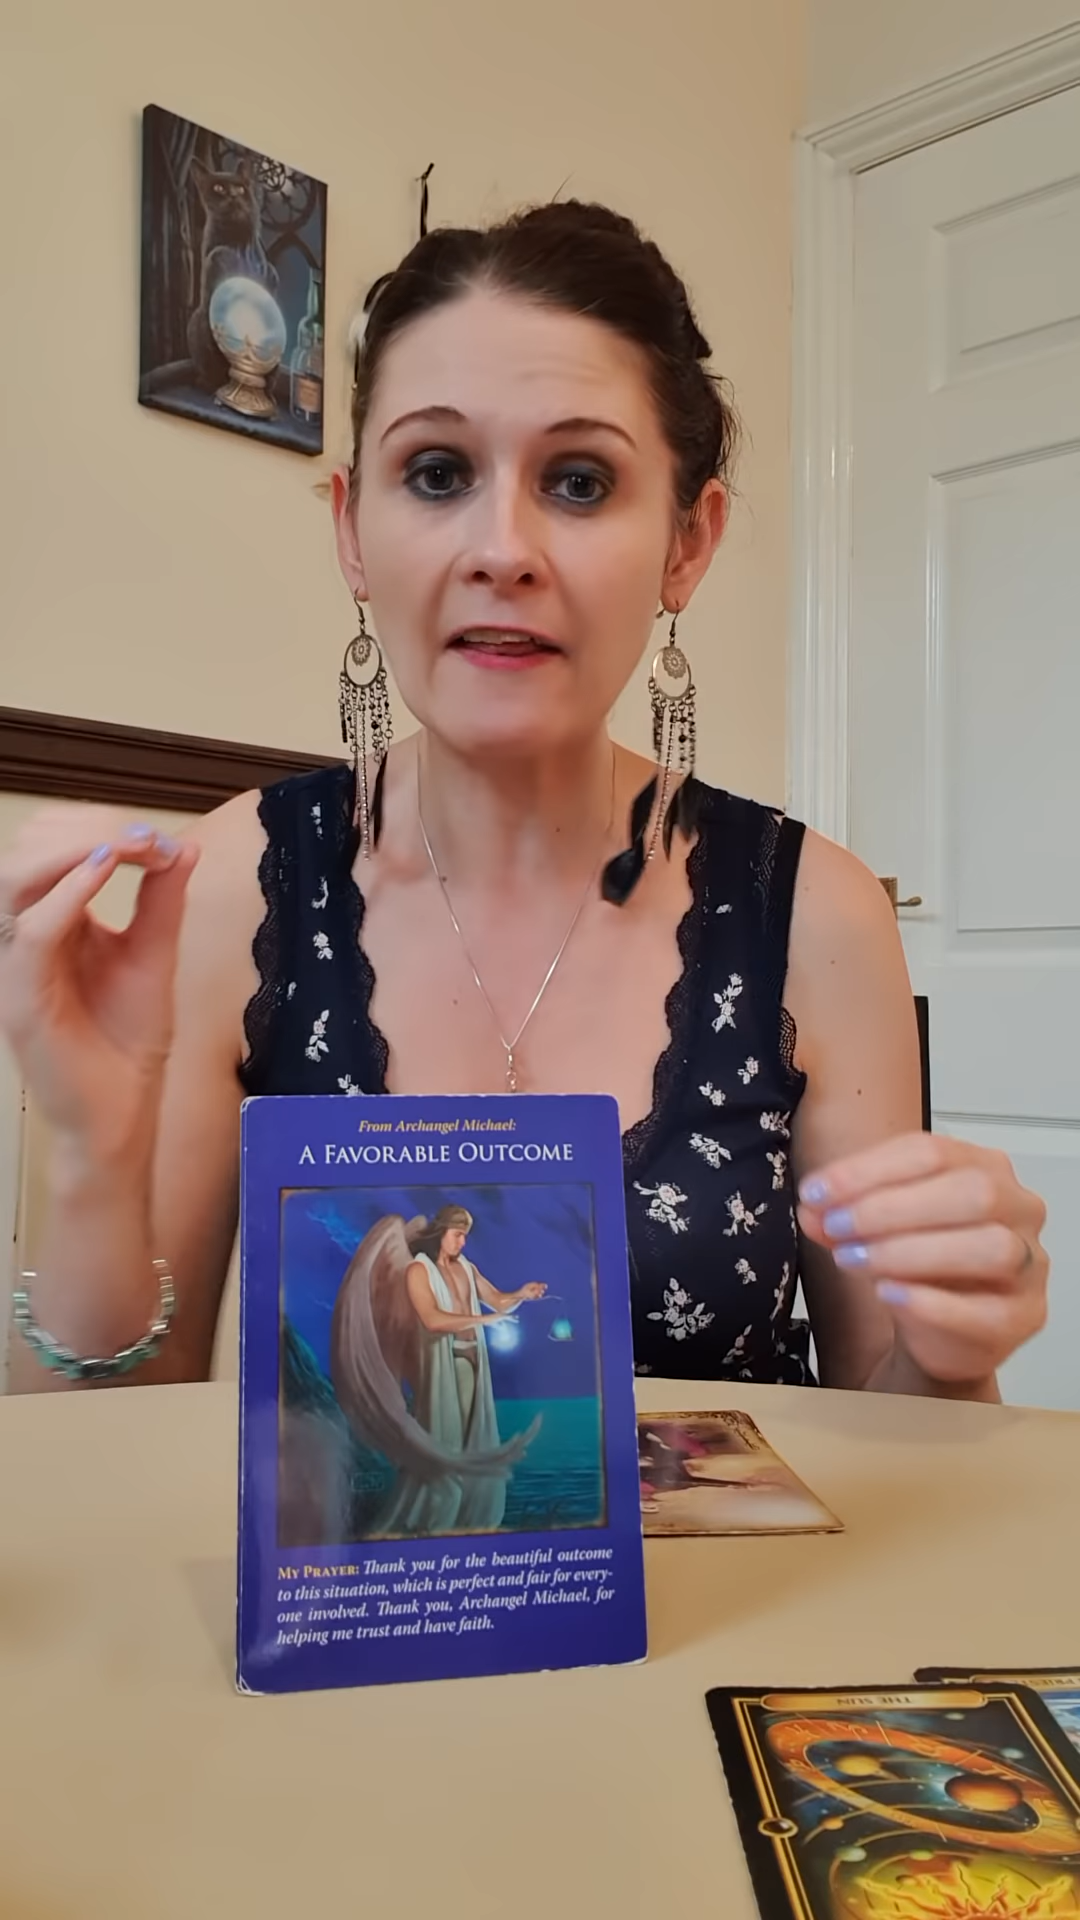 From Archangel Michael:
A FAVORABLE OUTCOME
MY PRAYER: Thank you for the beautiful outcome
to this situation, which is perfect and fair for every-
one involved. Thank you, Archangel Michael, for
helping me trust and have faith.
THE SUN